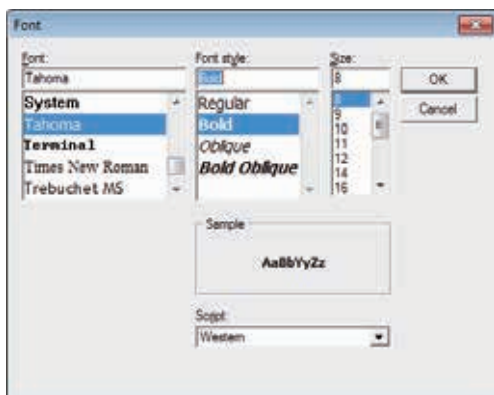 Font
Font: Font style: Size:
Tahoma Bold 8 OK
System Regular 8 Cancel
Tahoma Bold 9
Terminal Oblique 10
Times New Roman Bold Oblique 11
Trebuchet MS 12
14
16
Sample
AaBbYyZz
Script:
Western